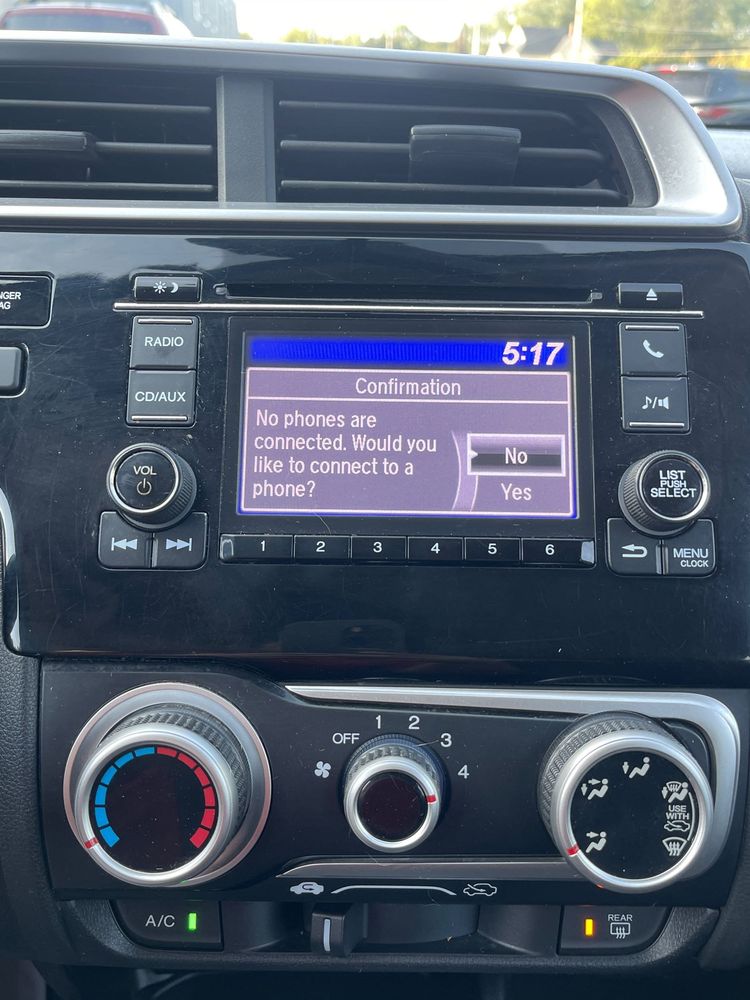 RADIO
5:17
CD/AUX
Confirmation
No phones are
connected. Would you
like to connect to a
phone?
No
Yes
VOL
LIST
PUSH
SELECT
1 2 3 4 5 6
MENU
CLOCK
OFF 1 2 3 4
USE
WITH
A/C
REAR